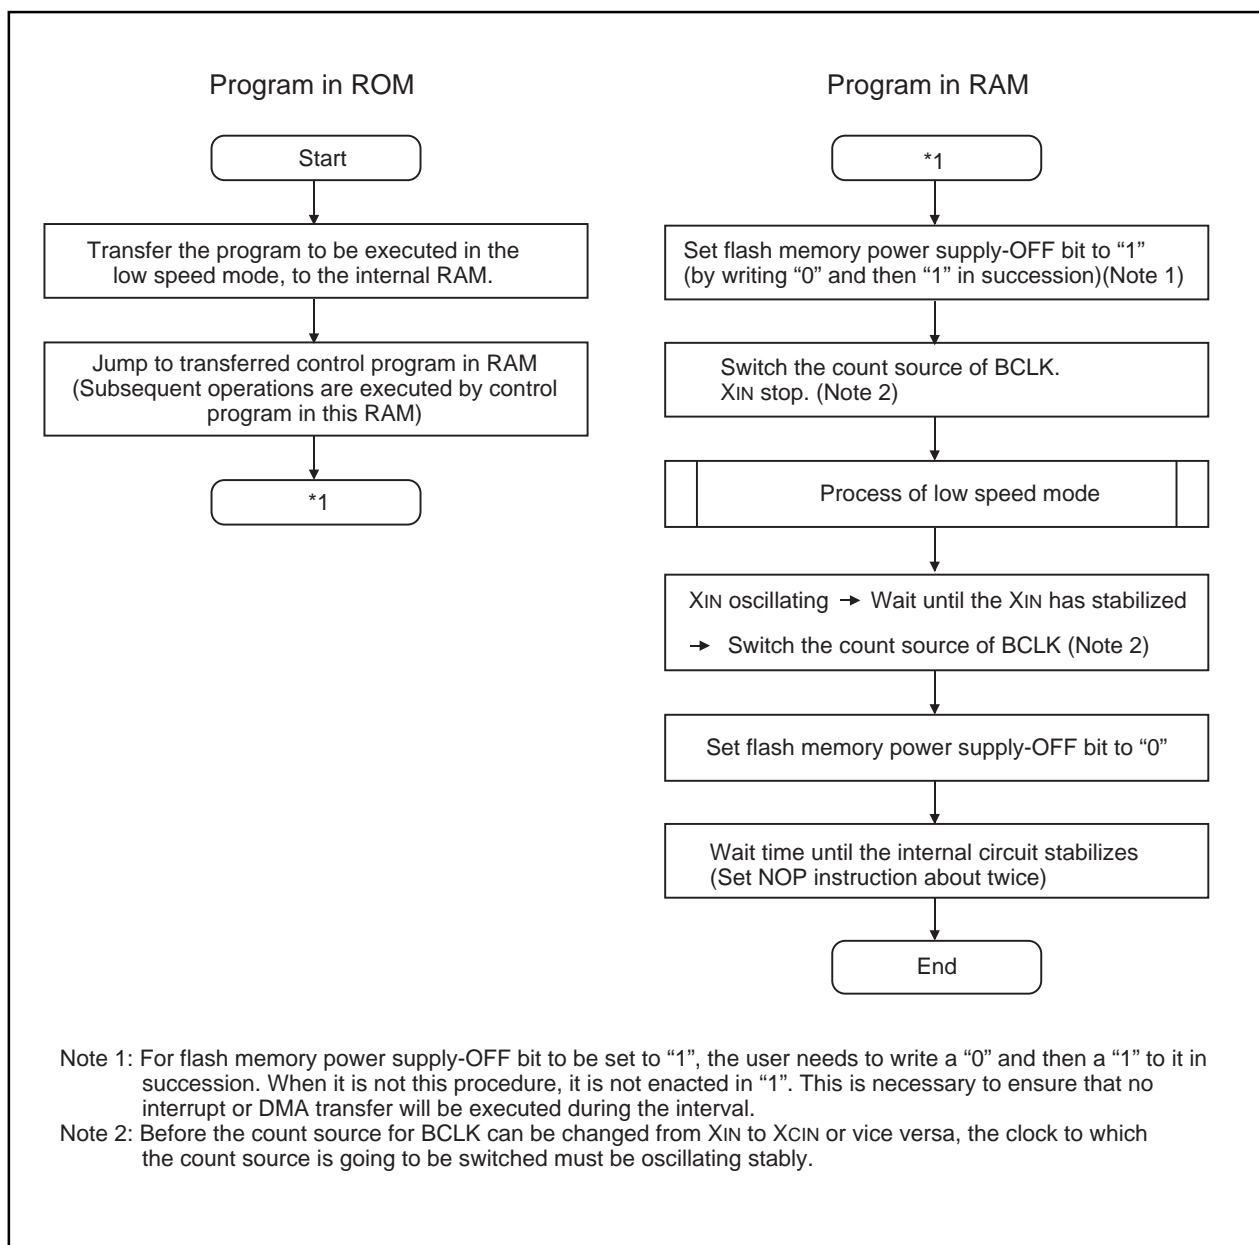 Program in ROM
Start
Transfer the program to be executed in the
low speed mode, to the internal RAM.
Jump to transferred control program in RAM
(Subsequent operations are executed by control
program in this RAM)
*1
Program in RAM
*1
Set flash memory power supply-OFF bit to “1”
(by writing “0” and then “1” in succession)(Note 1)
Switch the count source of BCLK.
XIN stop. (Note 2)
Process of low speed mode
XIN oscillating → Wait until the XIN has stabilized
→ Switch the count source of BCLK (Note 2)
Set flash memory power supply-OFF bit to “0”
Wait time until the internal circuit stabilizes
(Set NOP instruction about twice)
End
Note 1: For flash memory power supply-OFF bit to be set to “1”, the user needs to write a “0” and then a “1” to it in
succession. When it is not this procedure, it is not enacted in “1”. This is necessary to ensure that no
interrupt or DMA transfer will be executed during the interval.
Note 2: Before the count source for BCLK can be changed from XIN to XCIN or vice versa, the clock to which
the count source is going to be switched must be oscillating stably.